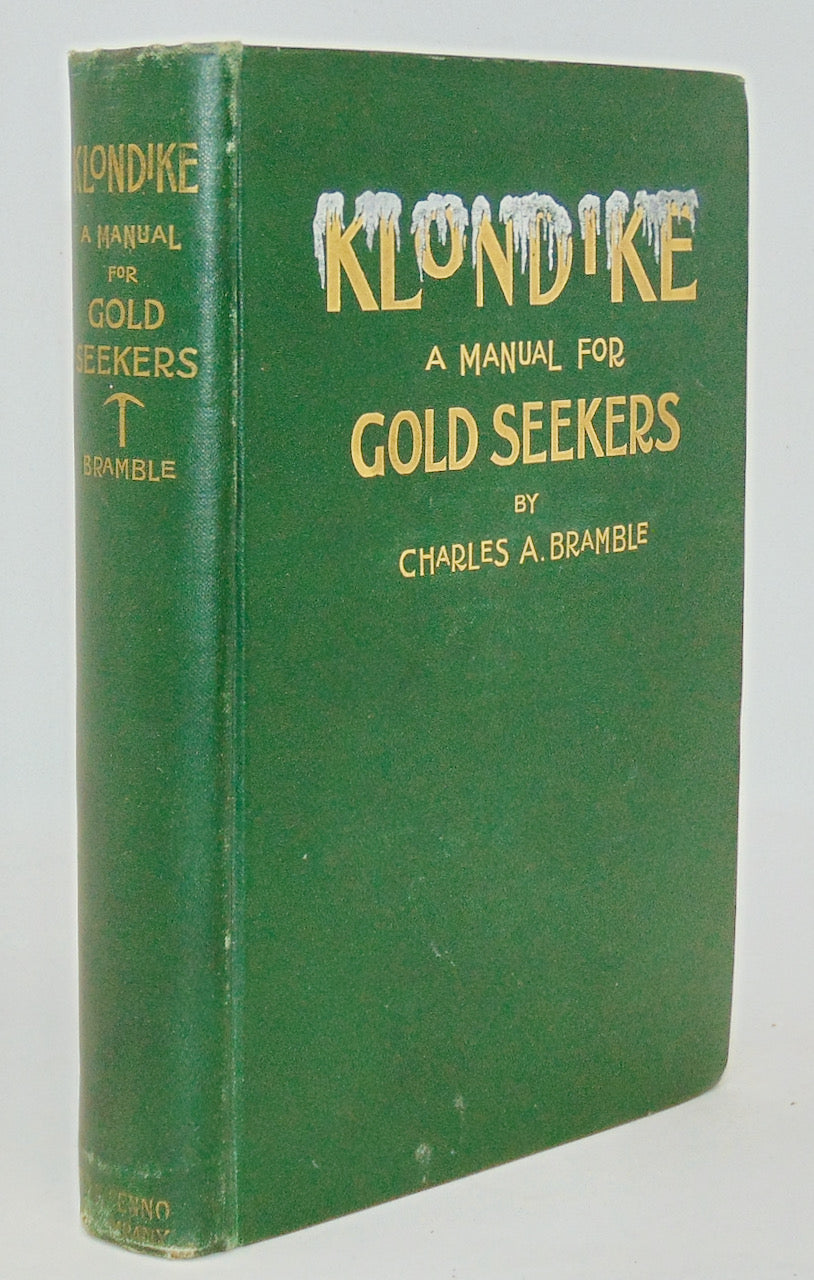 KLONDIKE
A MANUAL
FOR
GOLD
SEEKERS
BRAMBLE
KLONDIKE
A MANUAL FOR
GOLD SEEKERS
BY
CHARLES A. BRAMBLE